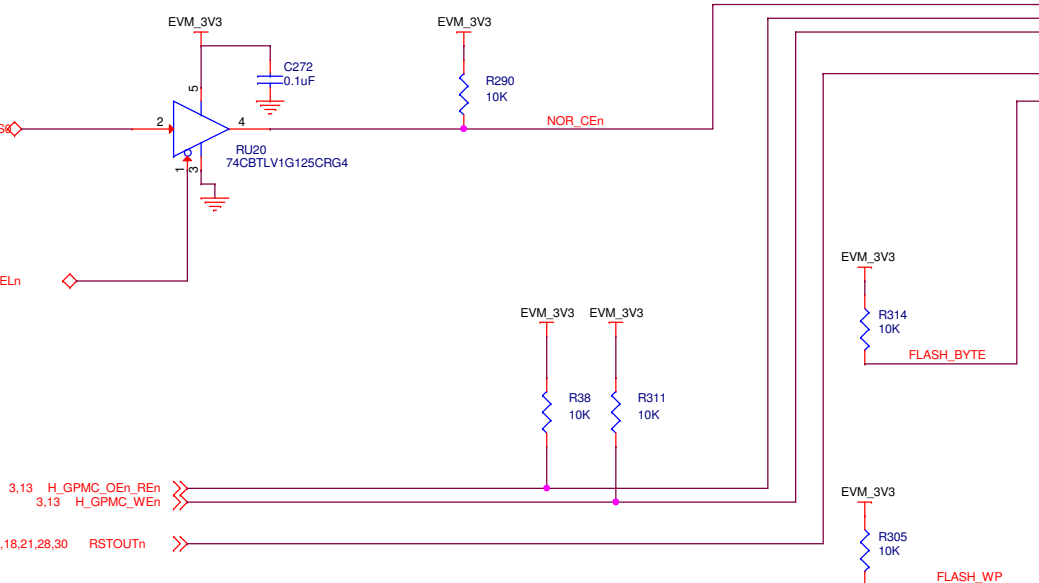 EVM_3V3
EVM_3V3
C272
0.1uF
R290
10K
5
2
4
NOR_CEn
RU20
74CBTLV1G125CRG4
1
3
ELn
EVM_3V3
R314
10K
FLASH_BYTE
EVM_3V3
EVM_3V3
R38
10K
R311
10K
3,13 H_GPMC_OEn_REn
3,13 H_GPMC_WEn
EVM_3V3
R305
10K
,18,21,28,30 RSTOUTn
FLASH_WP